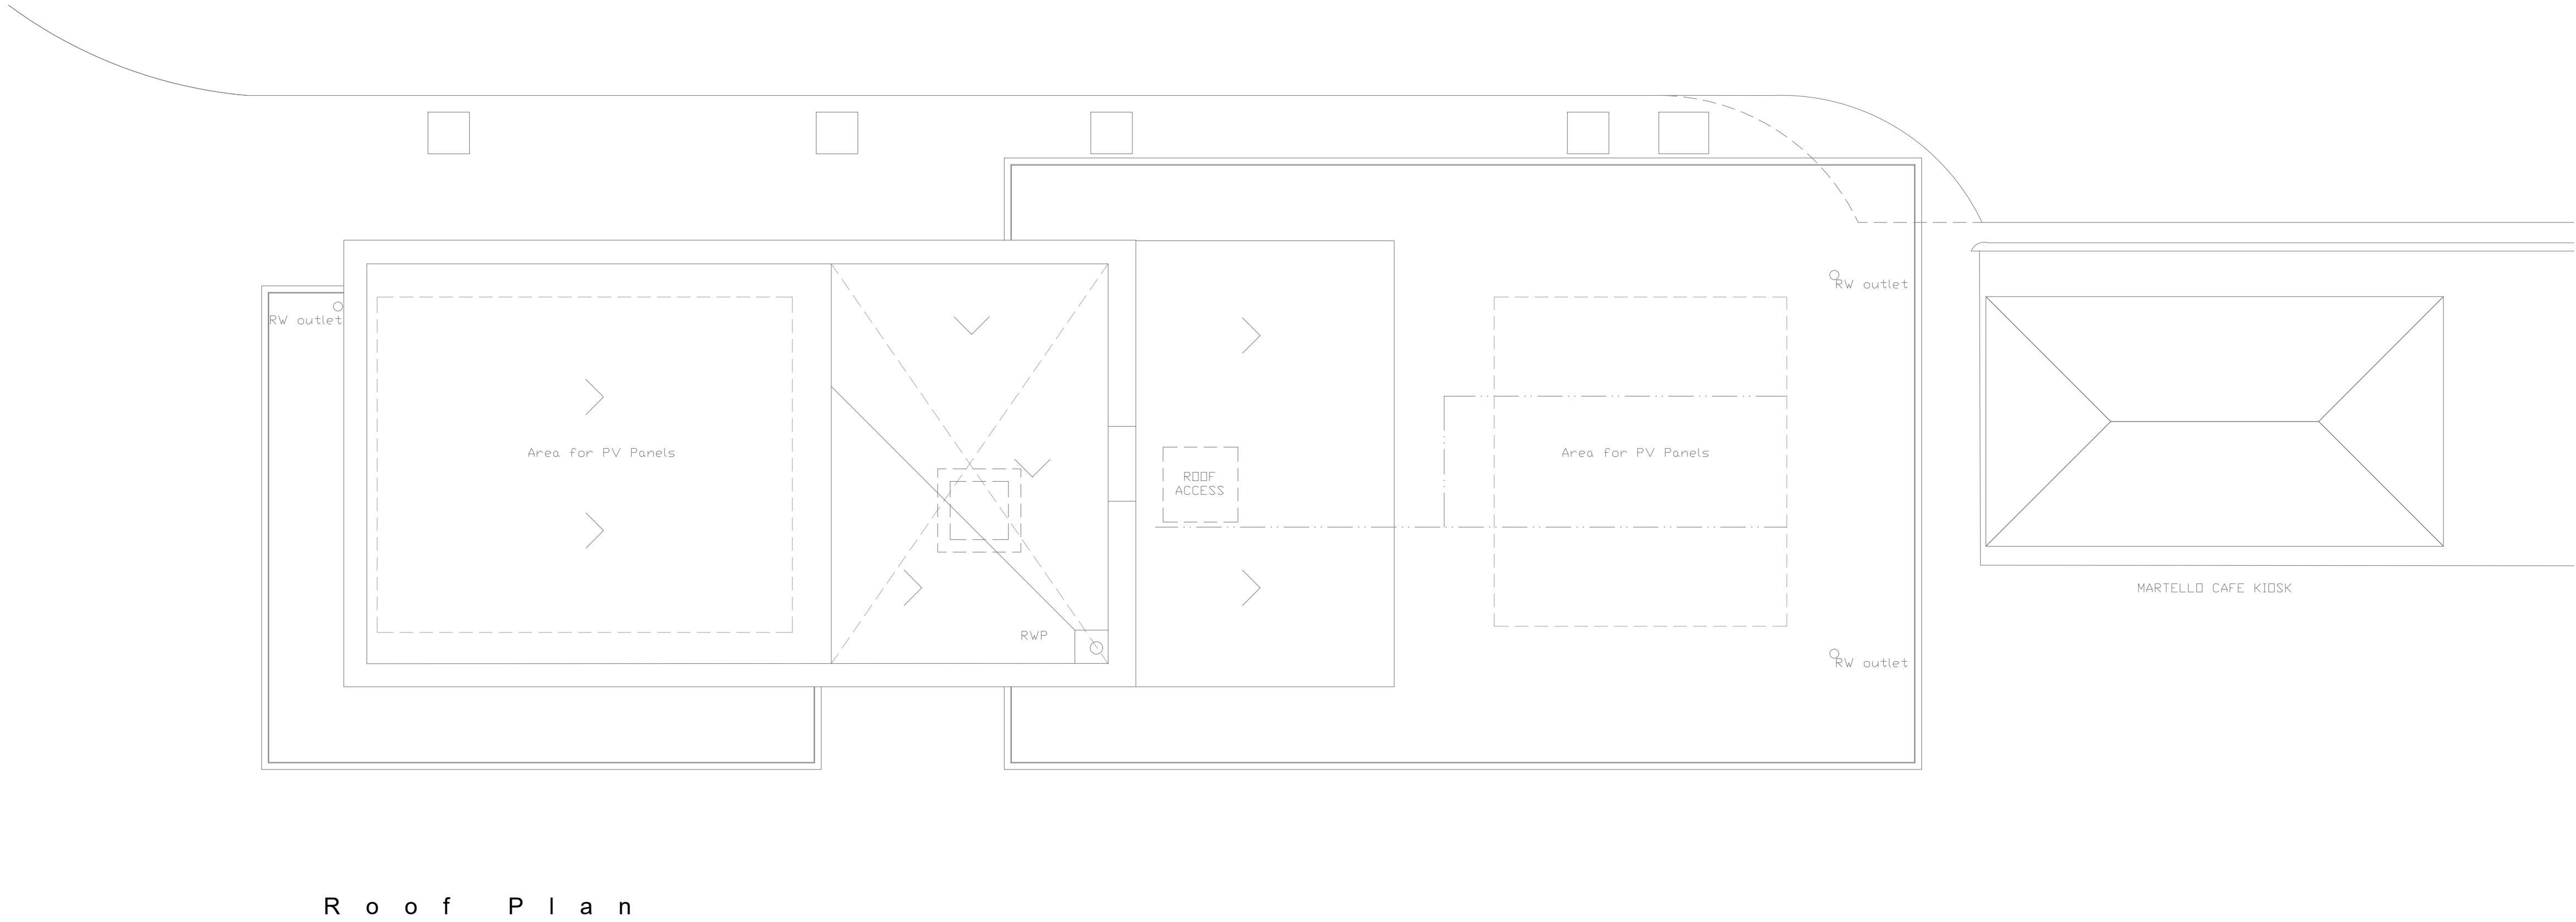 RW outlet
RW outlet
Area for PV Panels
Area for PV Panels
ROOF
ACCESS
MARTELLO CAFE KIOSK
RWP
RW outlet
Roof Plan